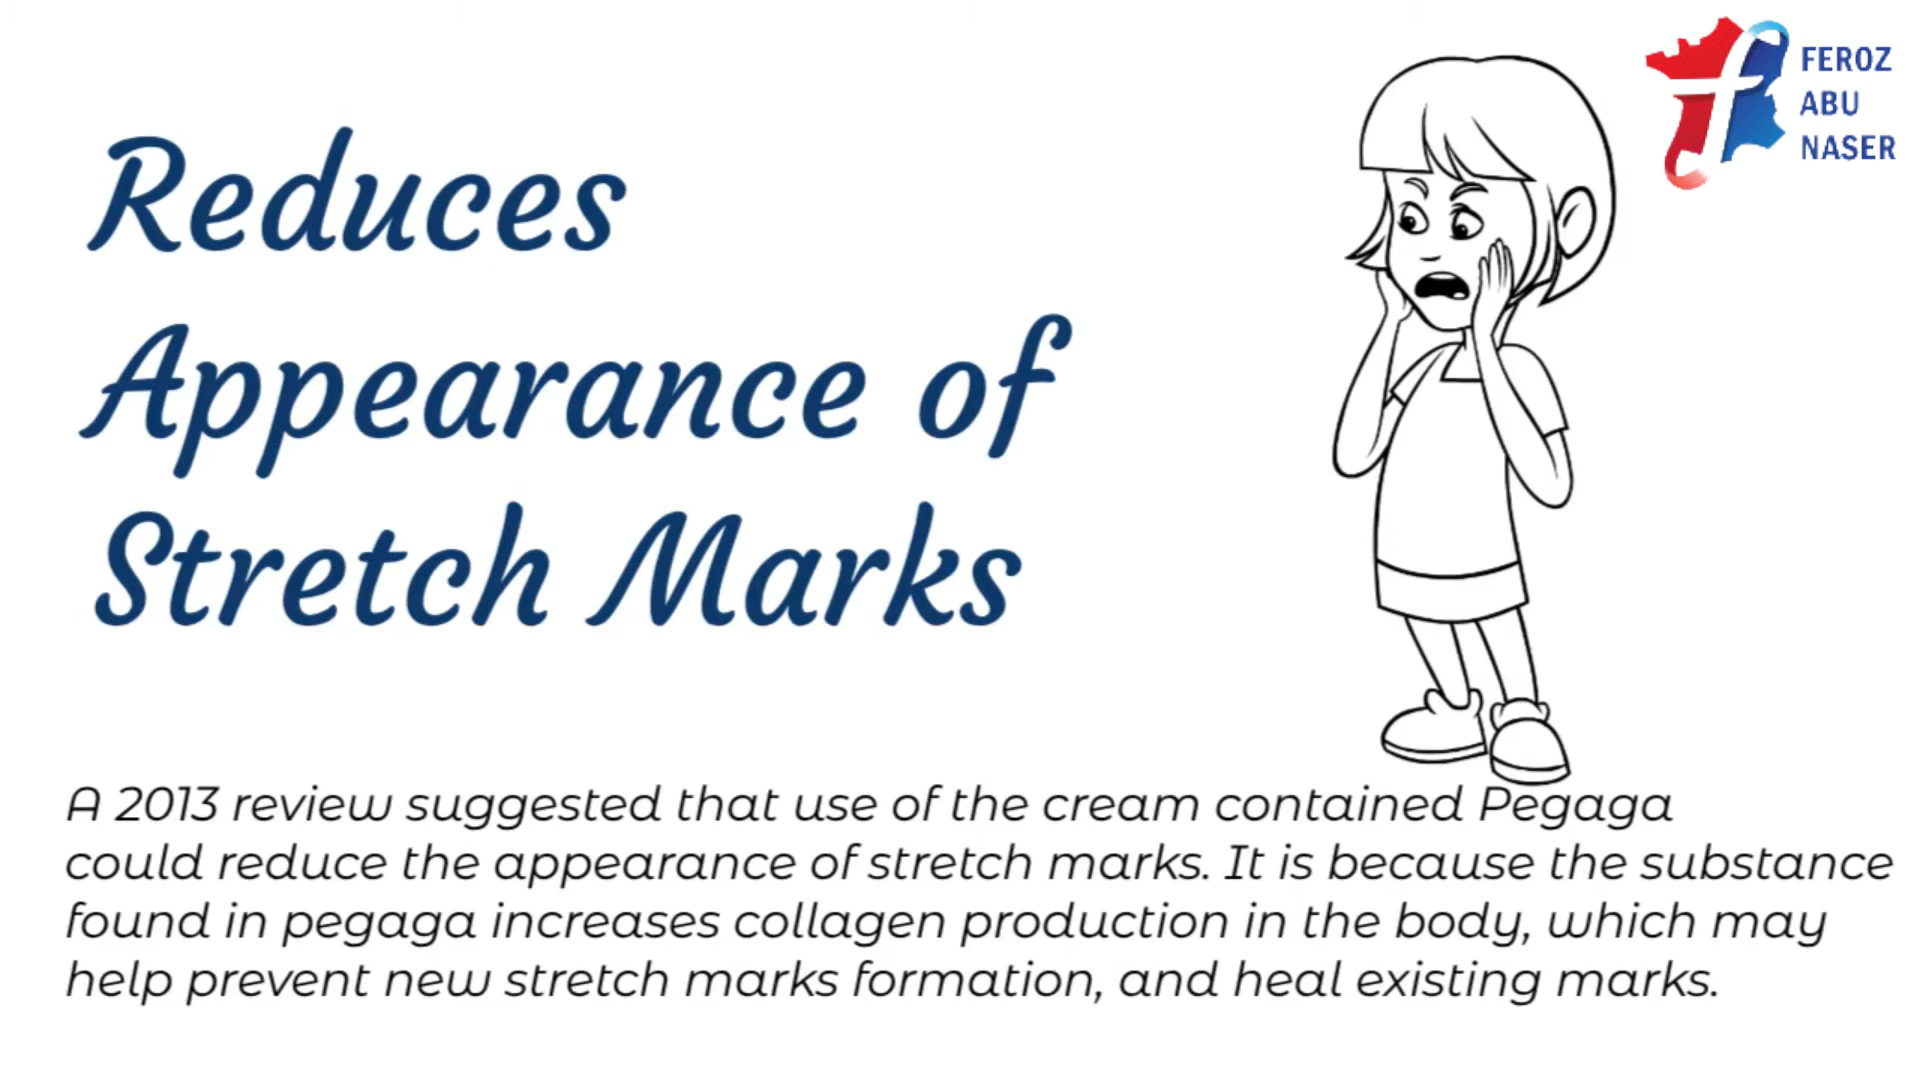 FEROZ
ABU
NASER
Reduces
Appearance of
Stretch Marks
A 2013 review suggested that use of the cream contained Pegaga
could reduce the appearance of stretch marks. It is because the substance
found in pegaga increases collagen production in the body, which may
help prevent new stretch marks formation, and heal existing marks.